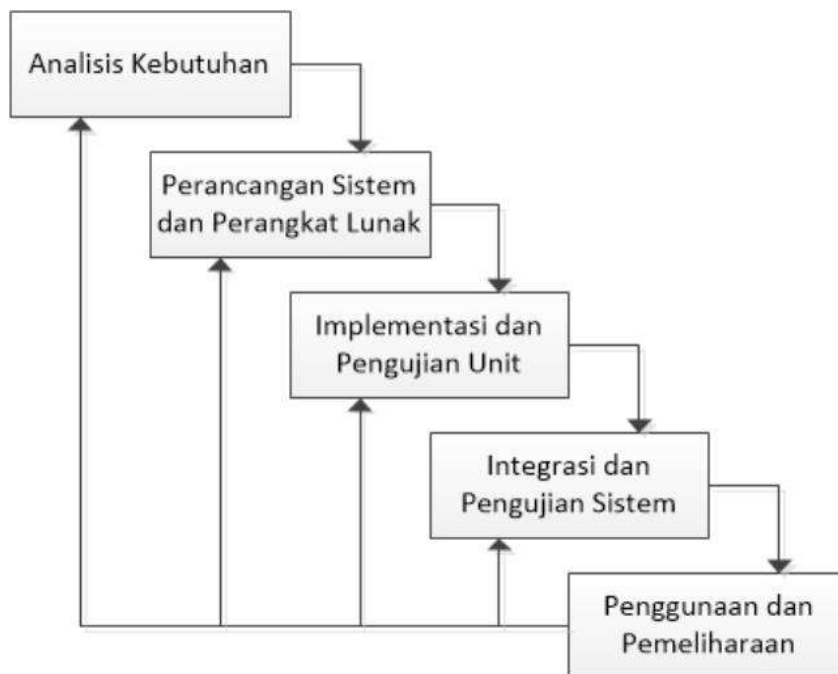 Analisis Kebutuhan
Perancangan Sistem
dan Perangkat Lunak
Implementasi dan
Pengujian Unit
Integrasi dan
Pengujian Sistem
Penggunaan dan
Pemeliharaan